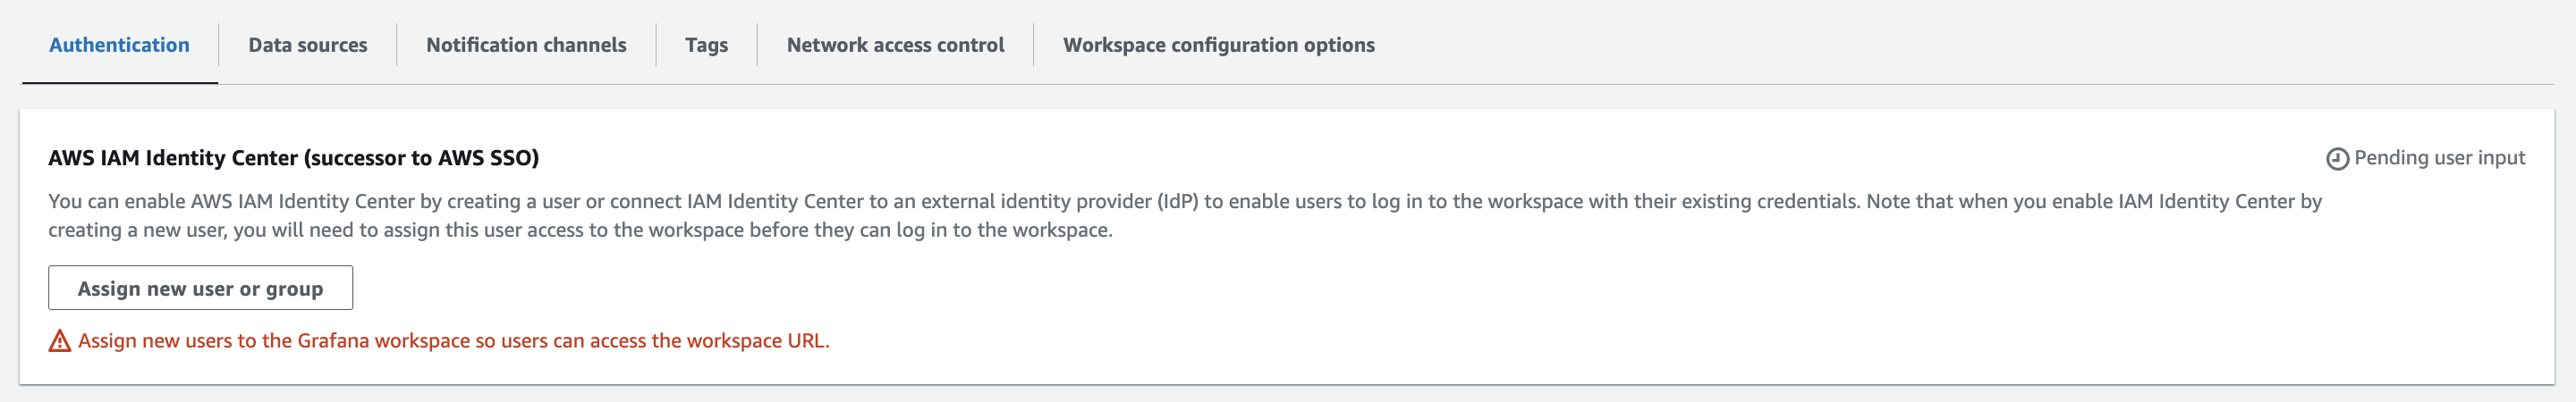 Authentication
Data sources
Notification channels
Tags
Network access control
Workspace configuration options
AWS IAM Identity Center (successor to AWS SSO)
Pending user input
You can enable AWS IAM Identity Center by creating a user or connect IAM Identity Center to an external identity provider (IdP) to enable users to log in to the workspace with their existing credentials. Note that when you enable IAM Identity Center by
creating a new user, you will need to assign this user access to the workspace before they can log in to the workspace.
Assign new user or group
Assign new users to the Grafana workspace so users can access the workspace URL.